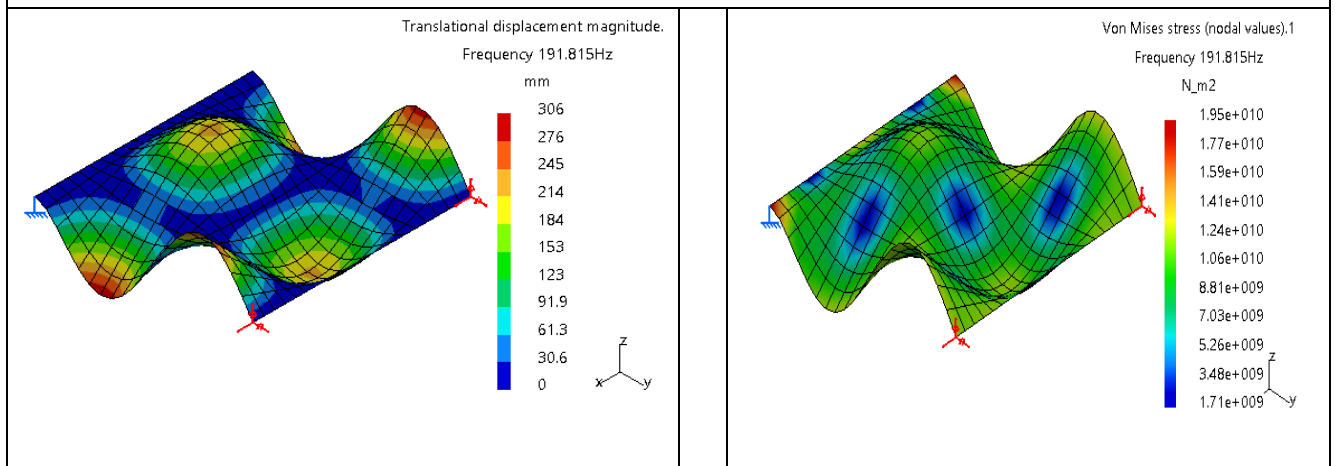 Translational displacement magnitude.
Frequency 191.815Hz
mm
306
276
245
214
184
153
123
91.9
61.3
30.6
0
z
x
y
Von Mises stress (nodal values).1
Frequency 191.815Hz
N_m2
1.95e+010
1.77e+010
1.59e+010
1.41e+010
1.24e+010
1.06e+010
8.81e+009
7.03e+009
5.26e+009
3.48e+009
1.71e+009
z
y